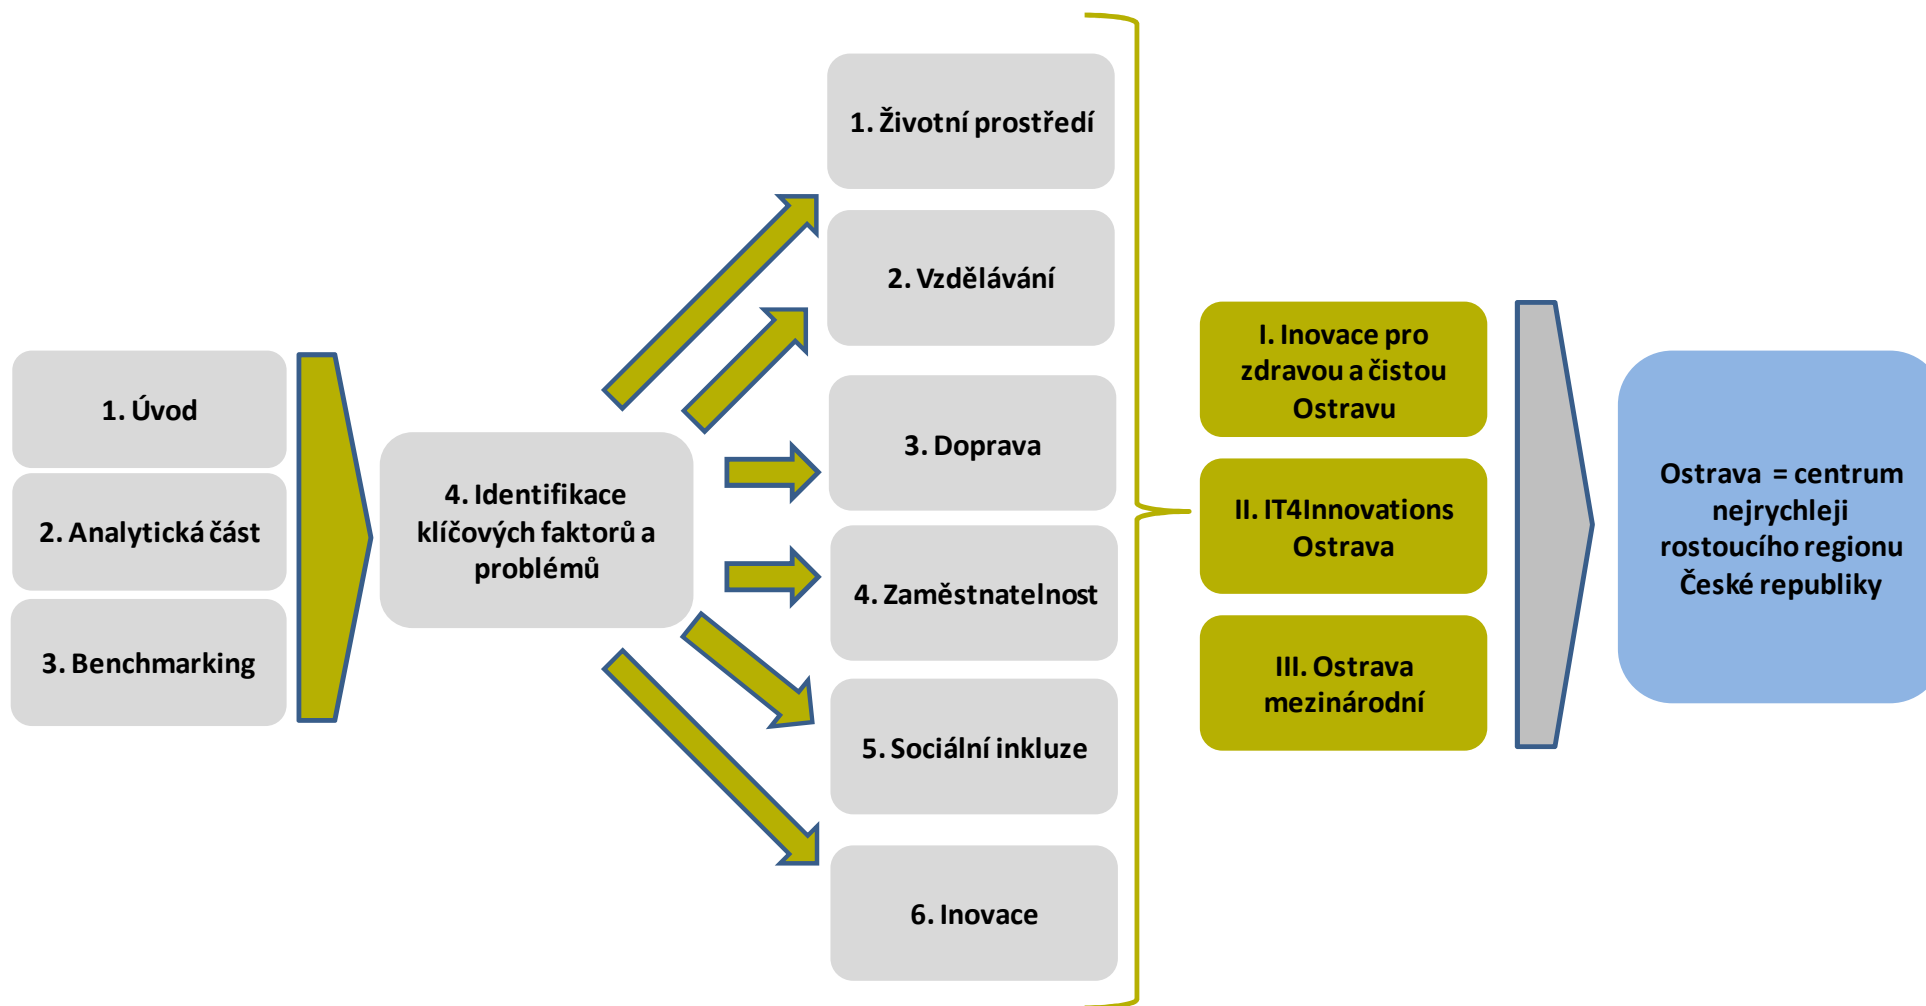 1. Úvod
2. Analytická část
3. Benchmarking
4. Identifikace
klíčových faktorů a
problémů
1. Životní prostředí
2. Vzdělávání
3. Doprava
4. Zaměstnatelnost
5. Sociální inkluze
6. Inovace
I. Inovace pro
zdravou a čistou
Ostravu
II. IT4Innovations
Ostrava
III. Ostrava
mezinárodní
Ostrava = centrum
nejrychleji
rostoucího regionu
České republiky